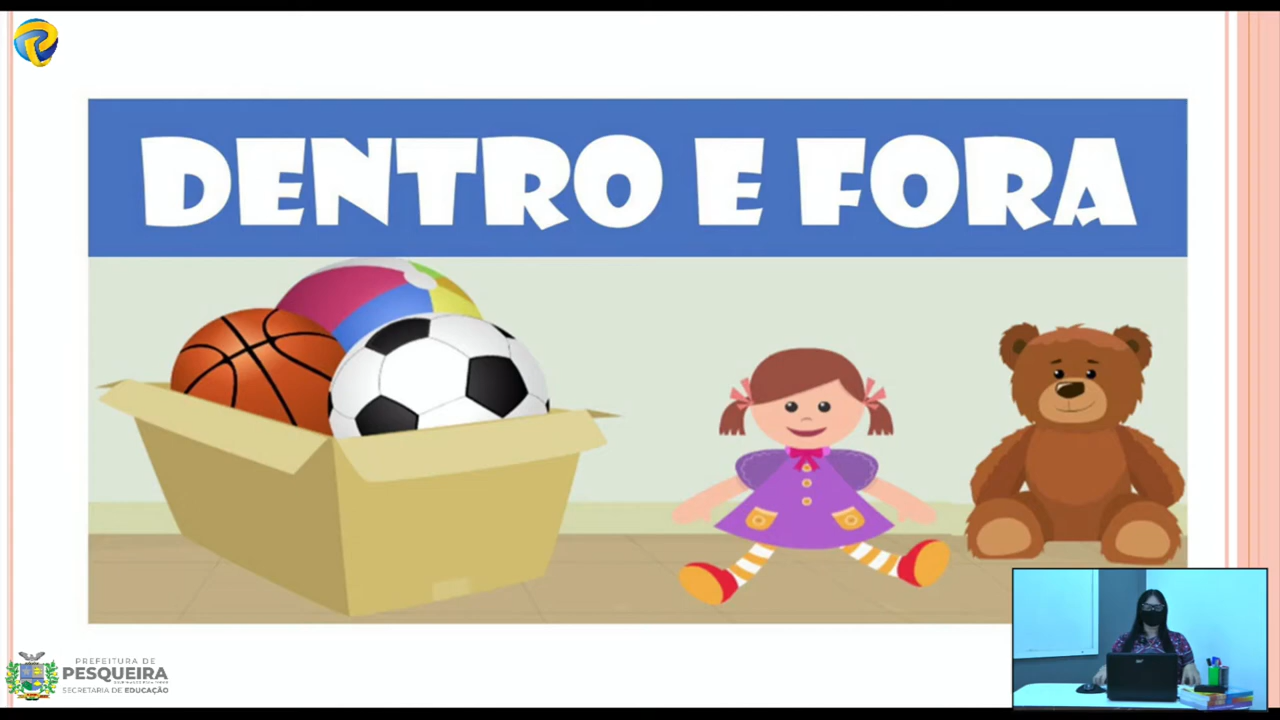 DENTRO E FORA
PREFEITURA DE
PESQUEIRA
SECRETARIA DE EDUCAÇÃO